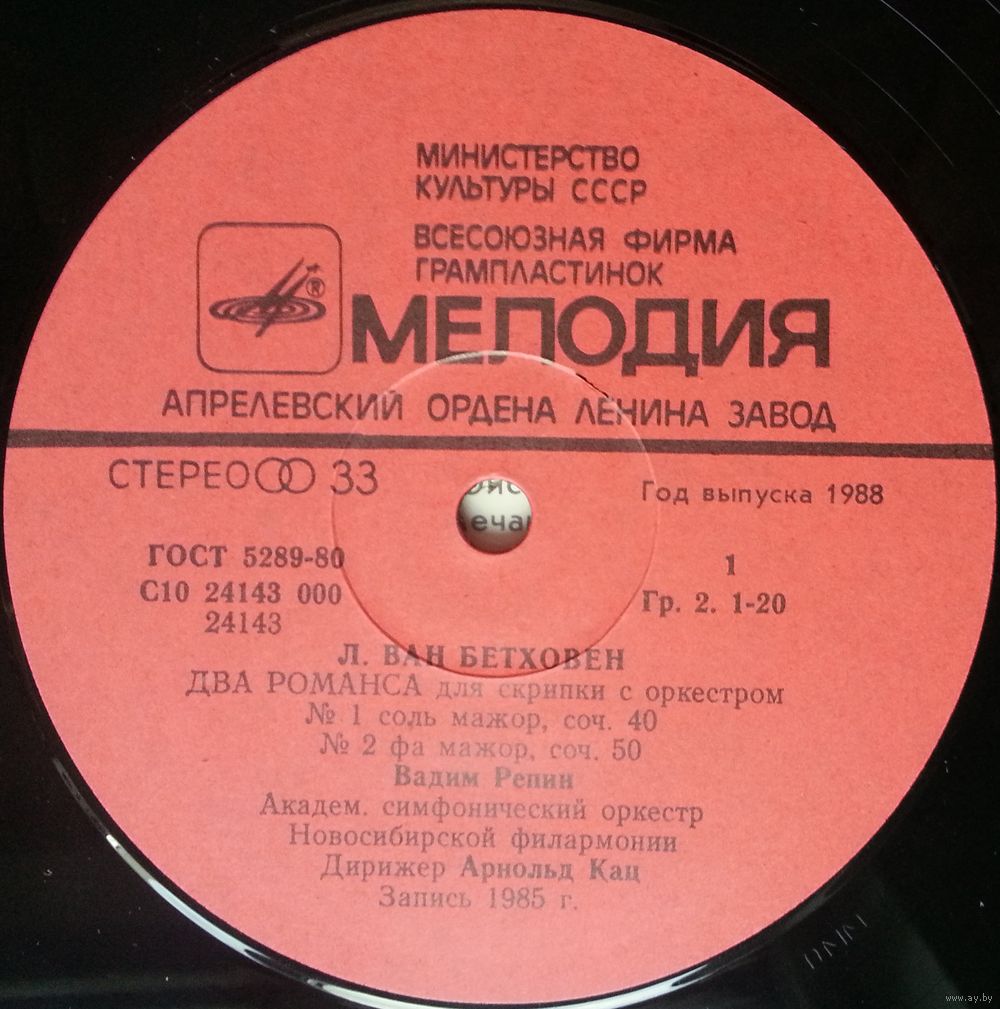 МИНИСТЕРСТВО
КУЛЬТУРЫ СССР
ВСЕСОЮЗНАЯ ФИРМА
ГРАМПЛАСТИНОК
®
МЕЛОДИЯ
АПРЕЛЕВСКИЙ ОРДЕНА ЛЕНИНА ЗАВОД
СТЕРЕО 33
Год выпуска 1988
ГОСТ 5289-80
С10 24143 000
24143
1
Гр. 2. 1-20
Л. ВАН БЕТХОВЕН
ДВА РОМАНСА для скрипки с оркестром
№ 1 соль мажор, соч. 40
№ 2 фа мажор, соч. 50
Вадим Репин
Академ. симфонический оркестр
Новосибирской филармонии
Дирижер Арнольд Кац
Запись 1985 г.
www.ay.by